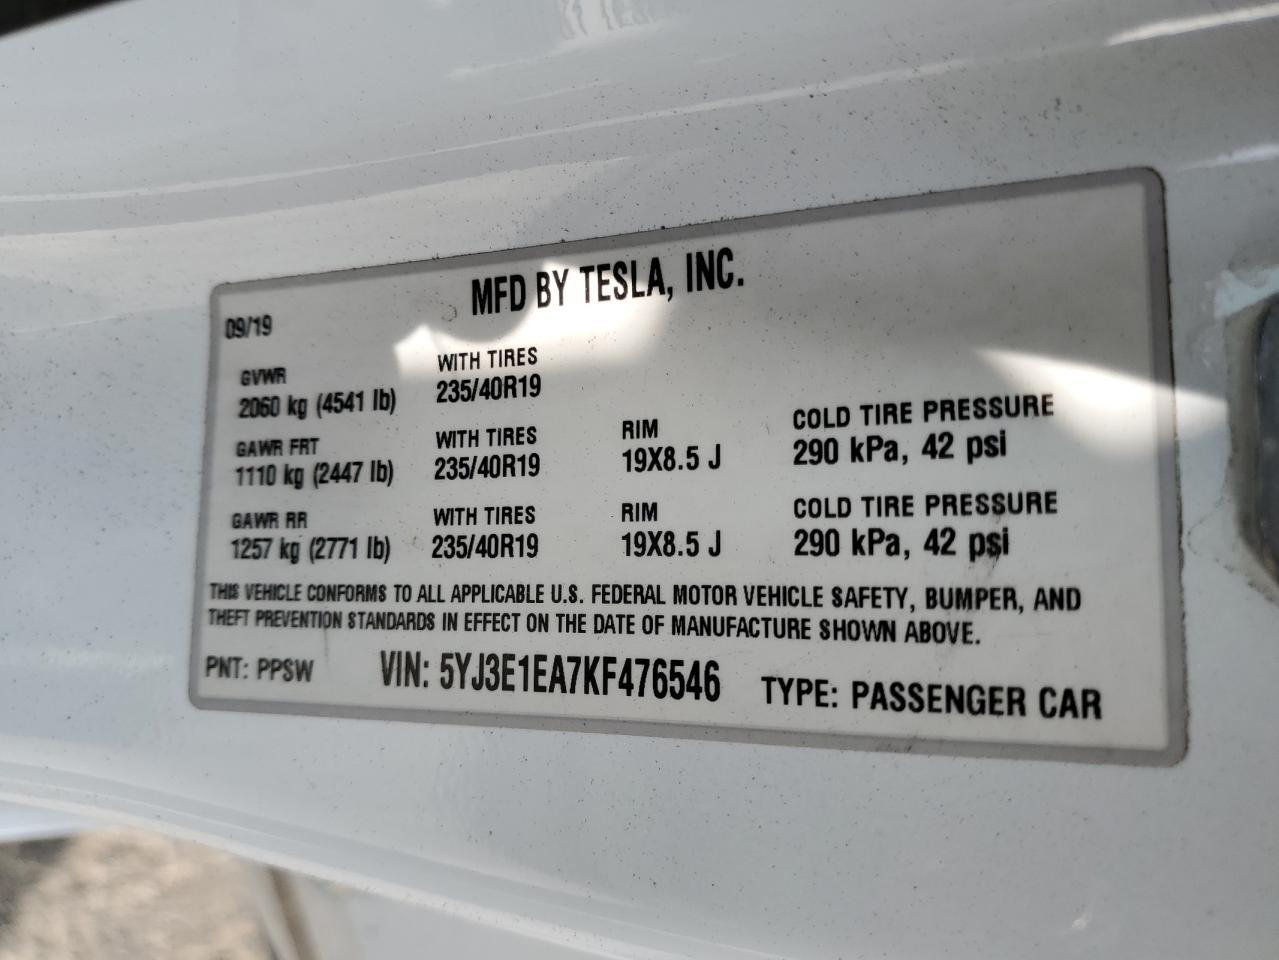 MFD BY TESLA, INC.
09/19
GVWR
2060 kg (4541 lb)
WITH TIRES
235/40R19
GAWR FRT
1110 kg (2447 lb)
WITH TIRES
235/40R19
RIM
19X8.5 J
COLD TIRE PRESSURE
290 kPa, 42 psi
GAWR RR
1257 kg (2771 lb)
WITH TIRES
235/40R19
RIM
19X8.5 J
COLD TIRE PRESSURE
290 kPa, 42 psi
THIS VEHICLE CONFORMS TO ALL APPLICABLE U.S. FEDERAL MOTOR VEHICLE SAFETY, BUMPER, AND
THEFT PREVENTION STANDARDS IN EFFECT ON THE DATE OF MANUFACTURE SHOWN ABOVE.
PNT: PPSW VIN: 5YJ3E1EA7KF476546 TYPE: PASSENGER CAR